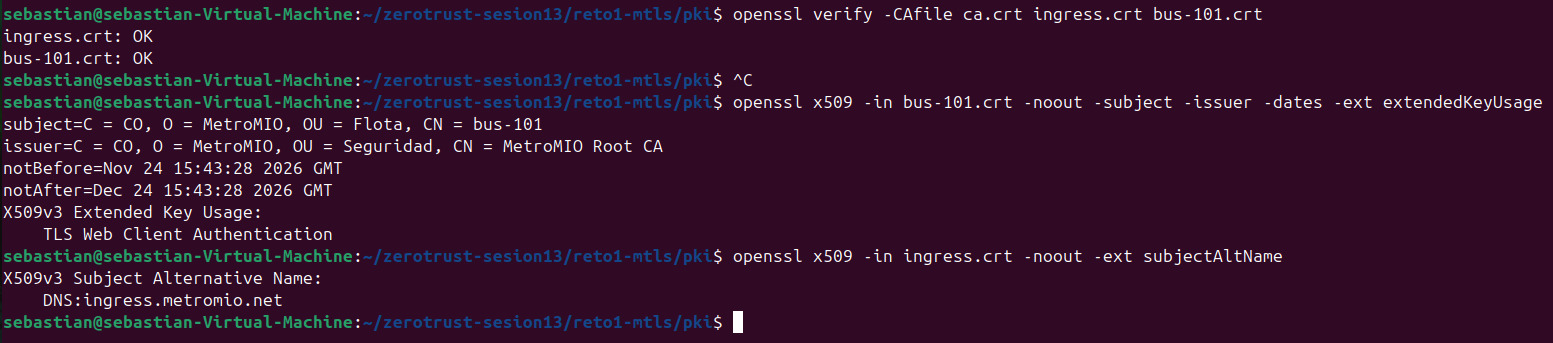 sebastian@sebastian-Virtual-Machine:~/zerotrust-sesion13/reto1-mtls/pki$ openssl verify -CAfile ca.crt ingress.crt bus-101.crt
ingress.crt: OK
bus-101.crt: OK
sebastian@sebastian-Virtual-Machine:~/zerotrust-sesion13/reto1-mtls/pki$ ^C
sebastian@sebastian-Virtual-Machine:~/zerotrust-sesion13/reto1-mtls/pki$ openssl x509 -in bus-101.crt -noout -subject -issuer -dates -ext extendedKeyUsage
subject=C = CO, O = MetroMIO, OU = Flota, CN = bus-101
issuer=C = CO, O = MetroMIO, OU = Seguridad, CN = MetroMIO Root CA
notBefore=Nov 24 15:43:28 2026 GMT
notAfter=Dec 24 15:43:28 2026 GMT
X509v3 Extended Key Usage:
    TLS Web Client Authentication
sebastian@sebastian-Virtual-Machine:~/zerotrust-sesion13/reto1-mtls/pki$ openssl x509 -in ingress.crt -noout -ext subjectAltName
X509v3 Subject Alternative Name:
    DNS:ingress.metromio.net
sebastian@sebastian-Virtual-Machine:~/zerotrust-sesion13/reto1-mtls/pki$